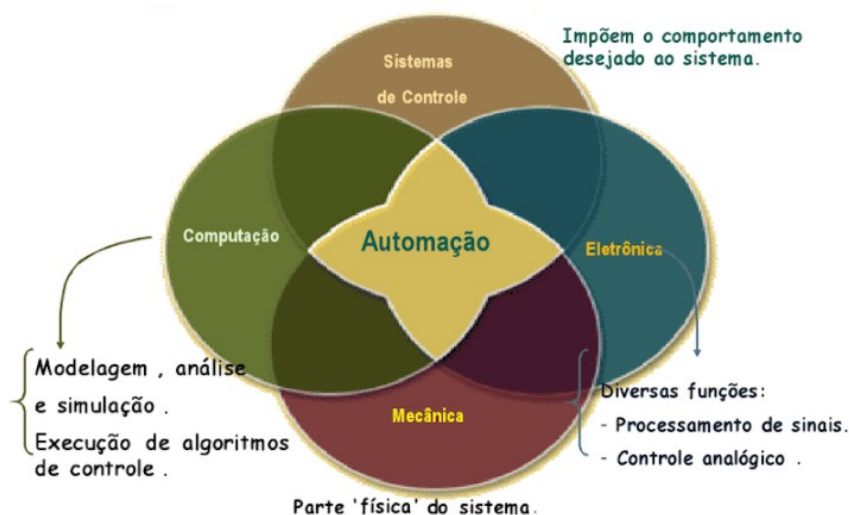 Impõem o comportamento
desejado ao sistema.
Sistemas
de Controle
Computação
Automação
Eletrônica
Modelagem , análise
e simulação .
Execução de algoritmos
de controle .
Mecânica
Diversas funções:
- Processamento de sinais.
- Controle analógico .
Parte 'física' do sistema.